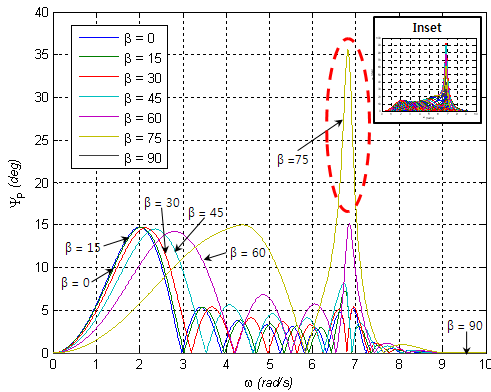 40
35
30
25
20
15
10
5
0
Ψp (deg)
β = 0
β = 15
β = 30
β = 45
β = 60
β = 75
β = 90
Inset
β =75
β = 30
β = 45
β = 15
β = 60
β = 0
β = 90
0 1 2 3 4 5 6 7 8 9 10
ω (rad/s)